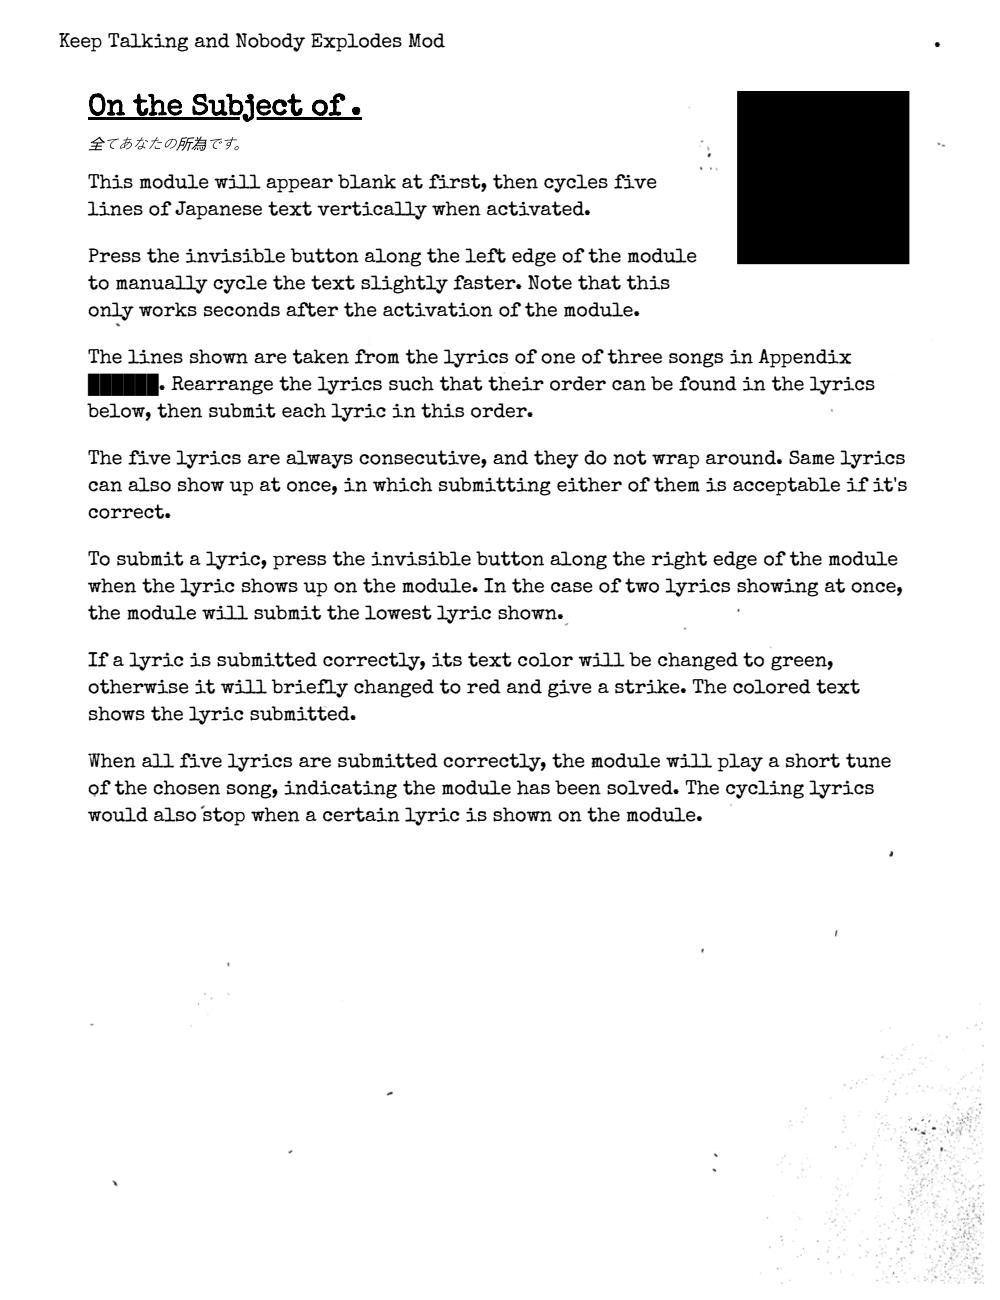 Keep Talking and Nobody Explodes Mod
.
On the Subject of .
全てあなたの所為です。
This module will appear blank at first, then cycles five
lines of Japanese text vertically when activated.
Press the invisible button along the left edge of the module
to manually cycle the text slightly faster. Note that this
only works seconds after the activation of the module.
The lines shown are taken from the lyrics of one of three songs in Appendix
██████. Rearrange the lyrics such that their order can be found in the lyrics
below, then submit each lyric in this order.
The five lyrics are always consecutive, and they do not wrap around. Same lyrics
can also show up at once, in which submitting either of them is acceptable if it's
correct.
To submit a lyric, press the invisible button along the right edge of the module
when the lyric shows up on the module. In the case of two lyrics showing at once,
the module will submit the lowest lyric shown.
If a lyric is submitted correctly, its text color will be changed to green,
otherwise it will briefly changed to red and give a strike. The colored text
shows the lyric submitted.
When all five lyrics are submitted correctly, the module will play a short tune
of the chosen song, indicating the module has been solved. The cycling lyrics
would also stop when a certain lyric is shown on the module.